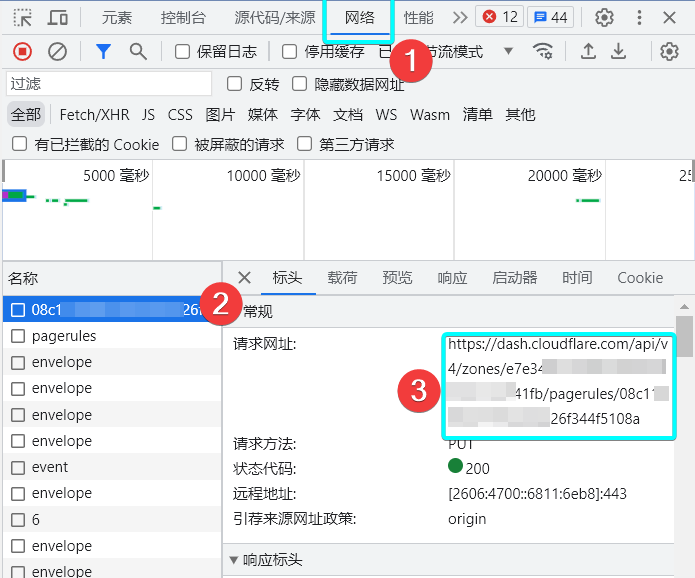 元素 控制台 源代码/来源 网络 性能 12 44
保留日志 停用缓存 已 节流模式
1
过滤 反转 隐藏数据网址
全部 Fetch/XHR JS CSS 图片 媒体 字体 文档 WS Wasm 清单 其他
有已拦截的 Cookie 被屏蔽的请求 第三方请求
5000 毫秒 10000 毫秒 15000 毫秒 20000 毫秒
名称 标头 载荷 预览 响应 启动器 时间 Cookie
08c1 26f 2 常规
pagerules
envelope
envelope
envelope
envelope
event
envelope
6
envelope
envelope
请求网址: https://dash.cloudflare.com/api/v
4/zones/e7e34
3 41fb/pagerules/08c11
26f344f5108a
请求方法: PUT
状态代码: 200
远程地址: [2606:4700::6811:6eb8]:443
引荐来源网址政策: origin
响应标头